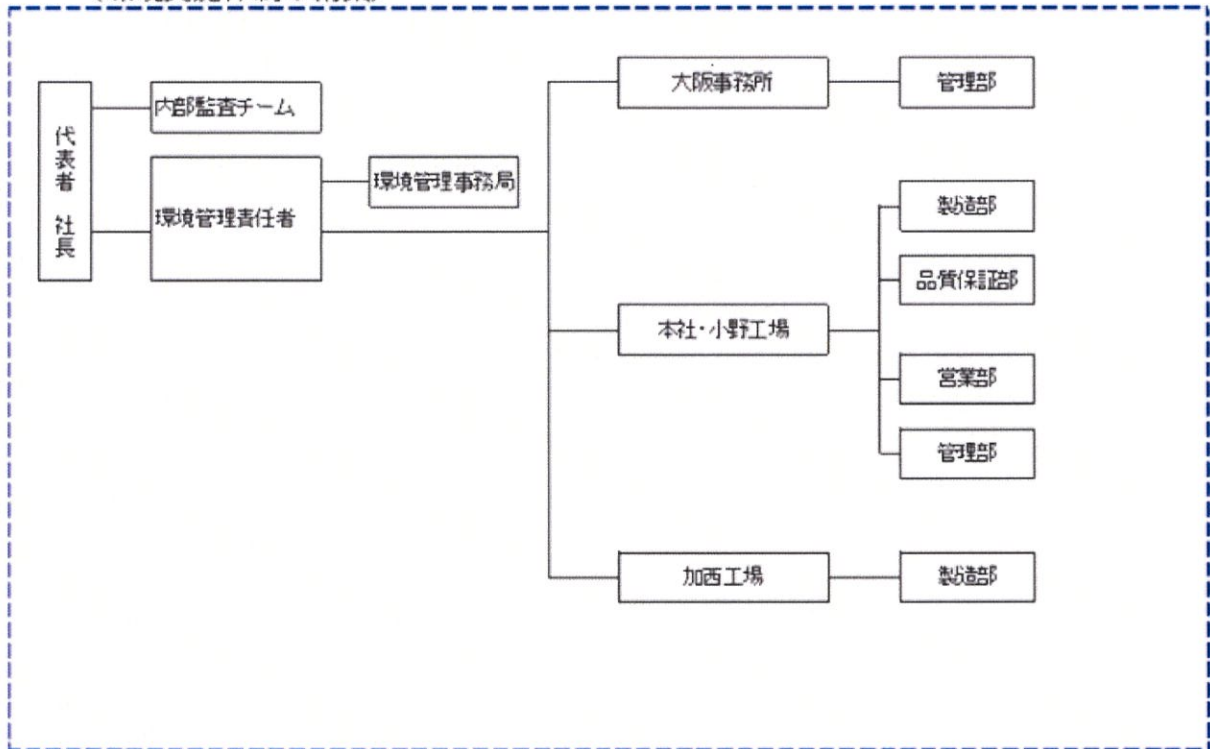 大阪事務所
管理部
内部監査チーム
代表者 社長
環境管理事務局
環境管理責任者
製造部
品質保証部
本社・小野工場
営業部
管理部
加西工場
製造部